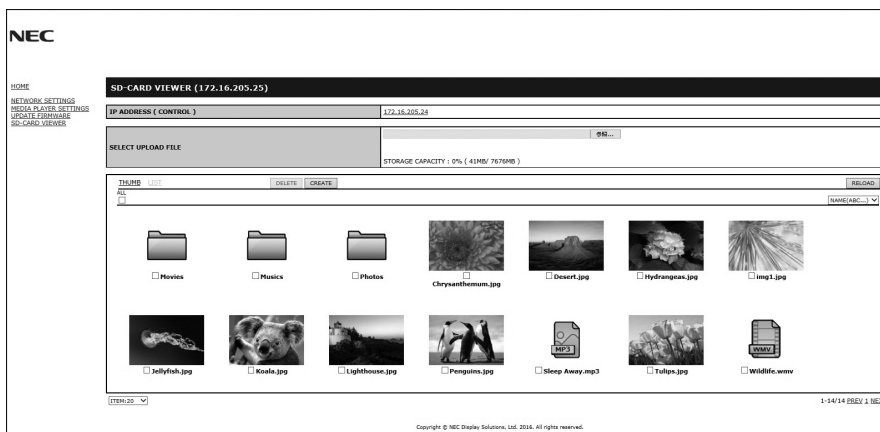 NEC
HOME
NETWORK SETTINGS
MEDIA PLAYER SETTINGS
UPDATE FIRMWARE
SD-CARD VIEWER
SD-CARD VIEWER (172.16.205.25)
IP ADDRESS ( CONTROL ) 172.16.205.24
SELECT UPLOAD FILE
STORAGE CAPACITY : 0% ( 41MB/ 7676MB )
THUMB LIST DELETE CREATE RELOAD
ALL
NAME(ABC...)
Movies Musics Photos Chrysanthemum.jpg Desert.jpg Hydrangeas.jpg img1.jpg
Jellyfish.jpg Koala.jpg Lighthouse.jpg Penguins.jpg Sleep Away.mp3 Tulips.jpg Wildlife.wmv
MP3
WMV
ITEM:20 1-14/14 PREV 1
Copyright © NEC Display Solutions, Ltd. 2016. All rights reserved.